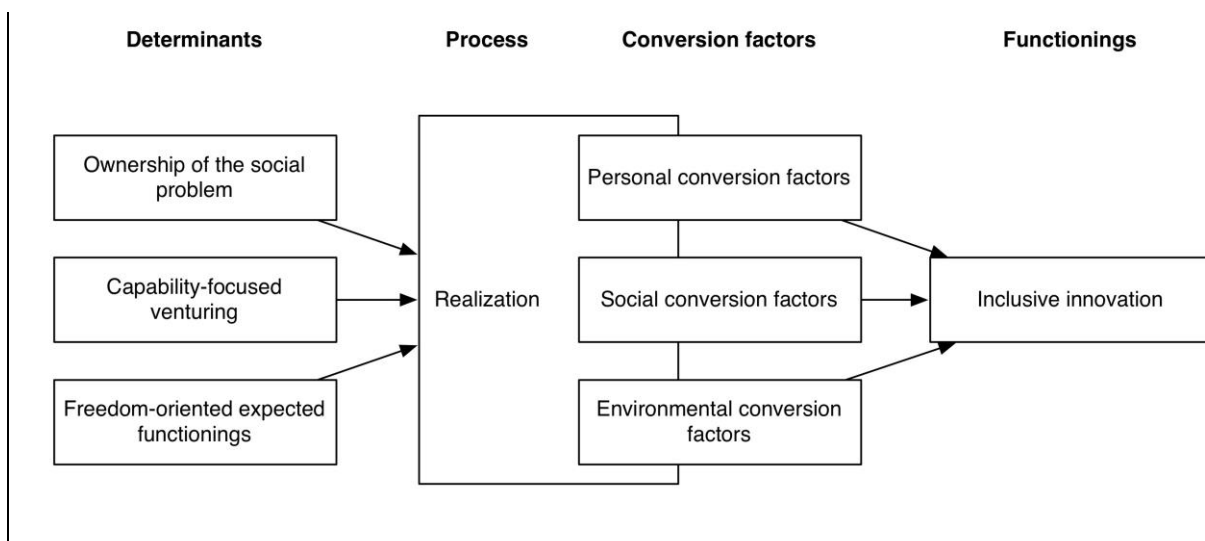 Determinants Process Conversion factors Functionings
Ownership of the social
problem
Capability-focused
venturing
Freedom-oriented expected
functionings
Realization
Personal conversion factors
Social conversion factors
Environmental conversion
factors
Inclusive innovation